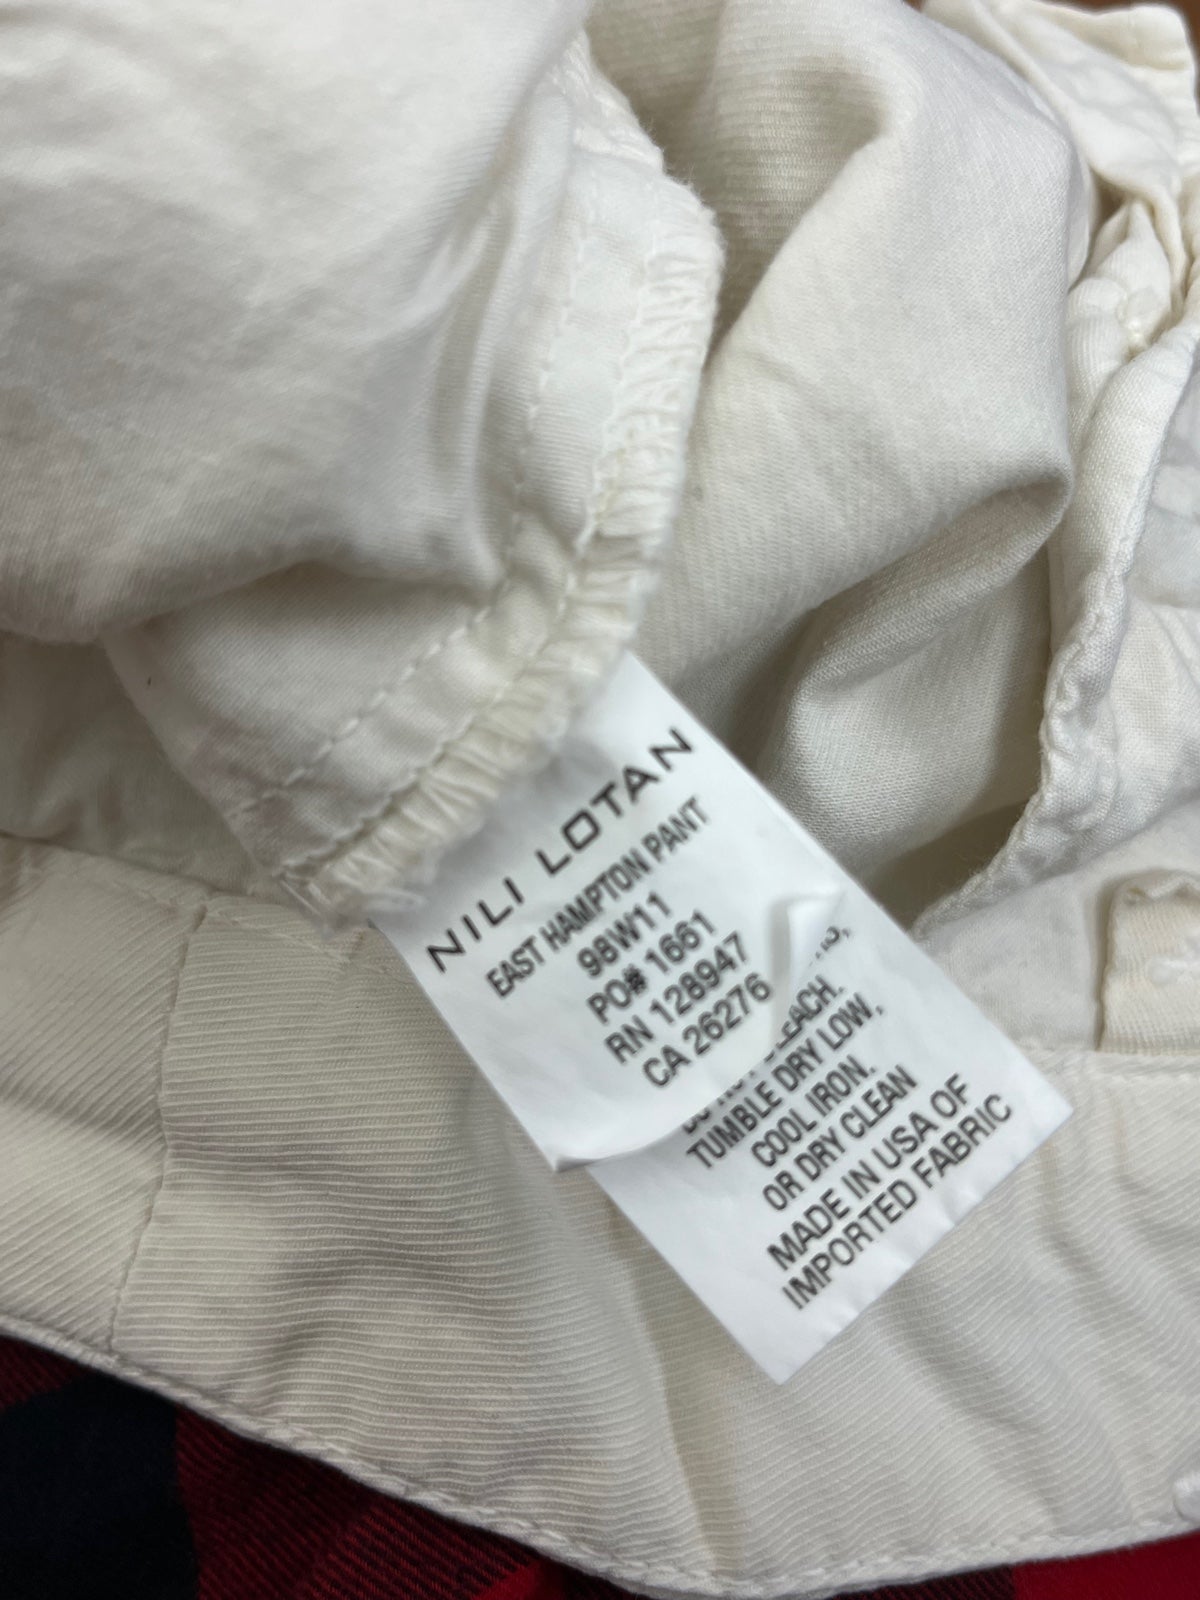 NILI LOTAN
EAST HAMPTON PANT
98W11
PO# 1661
RN 128947
CA 26276
TUMBLE DRY LOW,
COOL IRON.
OR DRY CLEAN
MADE IN USA OF
IMPORTED FABRIC